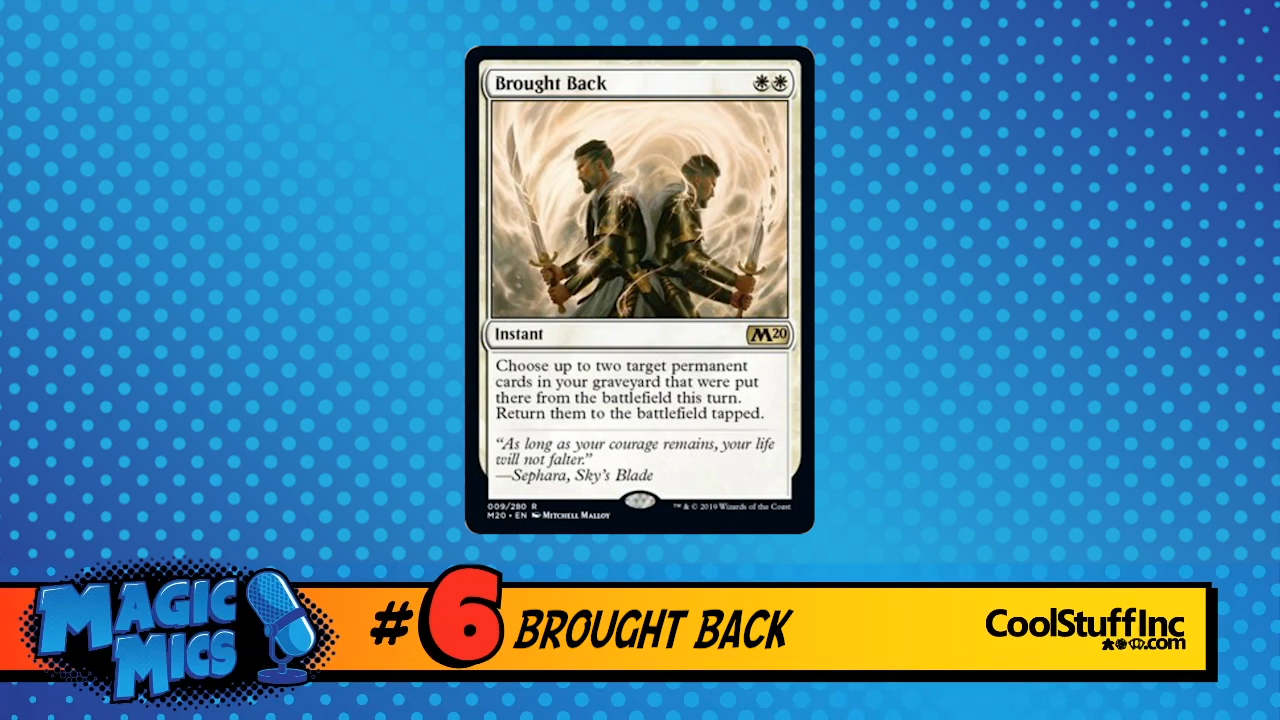 Brought Back
Instant
M20
Choose up to two target permanent
cards in your graveyard that were put
there from the battlefield this turn.
Return them to the battlefield tapped.
“As long as your courage remains, your life
will not falter.”
—Sephara, Sky’s Blade
009/280 R
M20 • EN MITCHELL MALLOY
™ & © 2019 Wizards of the Coast
MAGIC
MICS
#6 BROUGHT BACK
CoolStuffInc
.com